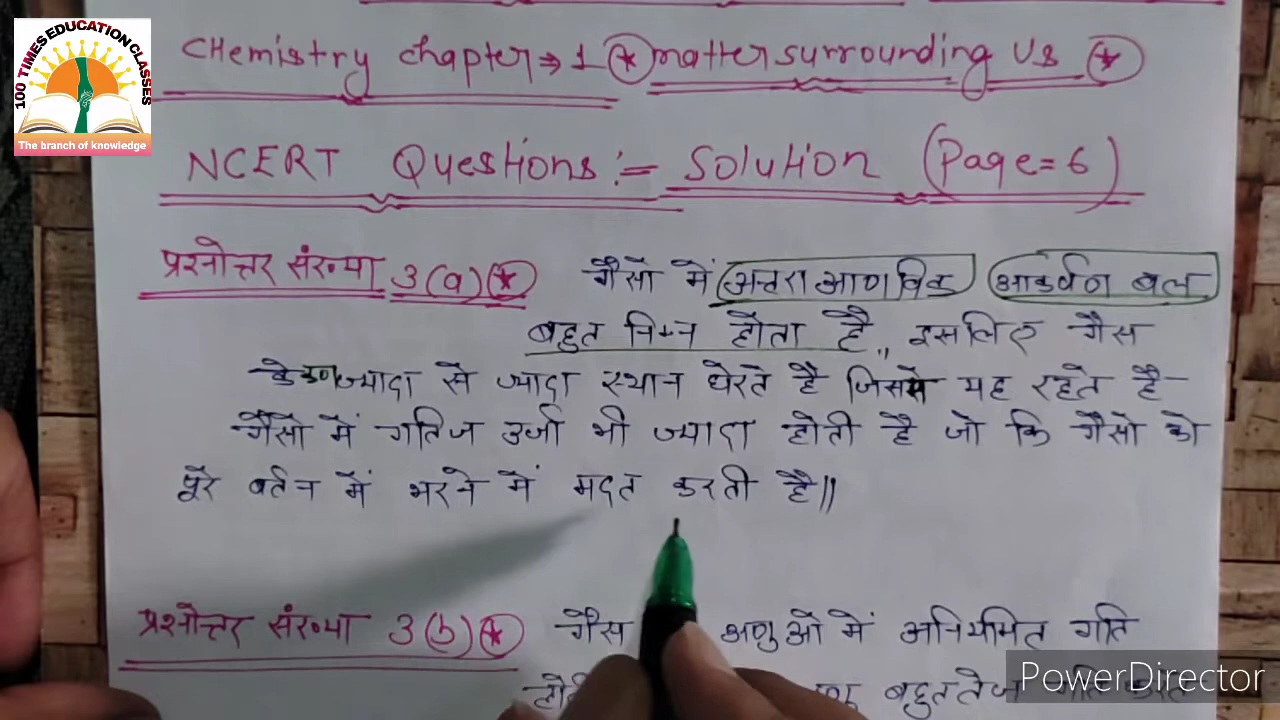 100 TIMES EDUCATION CLASSES
The branch of knowledge
CHemistry chapter ⇒ 1 * matter surrounding Us *
NCERT Questions :- Solution (Page = 6)
प्रश्नोत्तर संख्या 3(a) * गैसों में अन्तरा आणविक आकर्षण बल
बहुत निम्न होता है,, इसलिए गैस
के कण ज्यादा से ज्यादा स्थान घेरते है जिसमे यह रहते है
गैसों में गतिज उर्जा भी ज्यादा होती है जो कि गैसो को
पूरे बर्तन में भरने में मदत करती है॥
प्रश्नोत्तर संख्या 3(b) * गैस अणुओं में अनियमित गति
बहुत तेज
PowerDirector